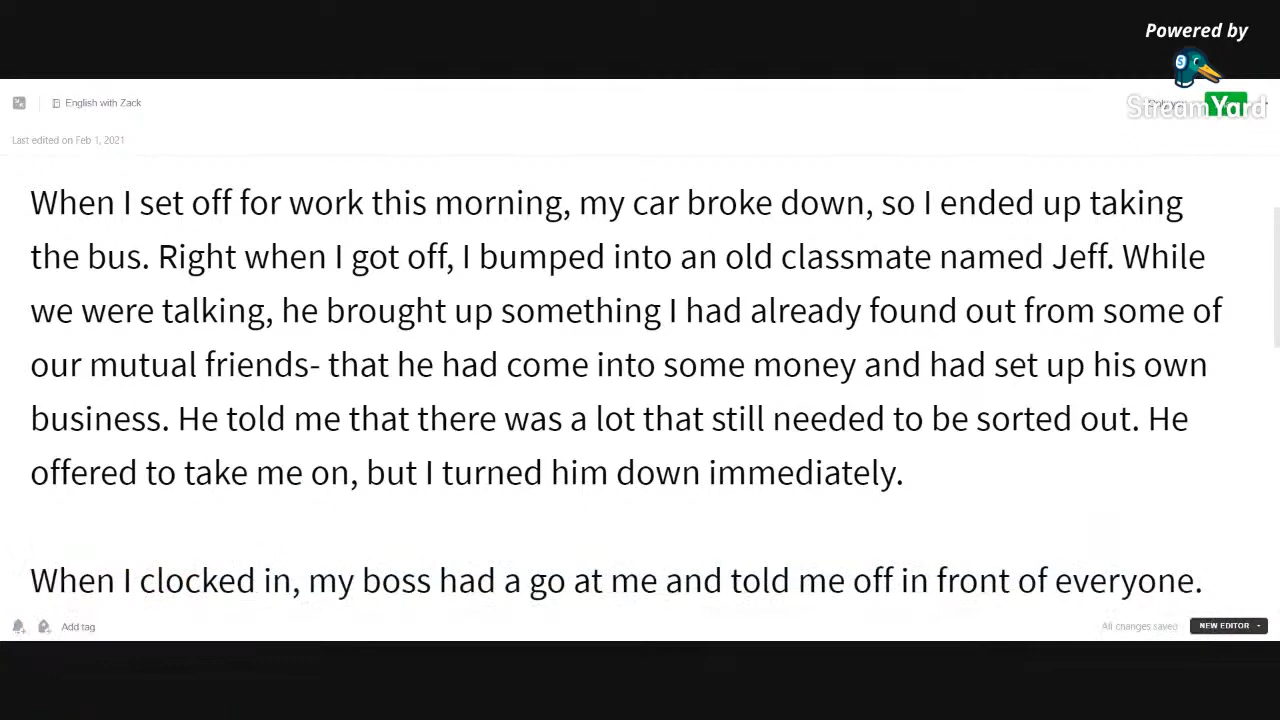 Powered by
StreamYard
English with Zack
Last edited on Feb 1, 2021
When I set off for work this morning, my car broke down, so I ended up taking
the bus. Right when I got off, I bumped into an old classmate named Jeff. While
we were talking, he brought up something I had already found out from some of
our mutual friends- that he had come into some money and had set up his own
business. He told me that there was a lot that still needed to be sorted out. He
offered to take me on, but I turned him down immediately.
When I clocked in, my boss had a go at me and told me off in front of everyone.
Add tag
All changes saved
NEW EDITOR